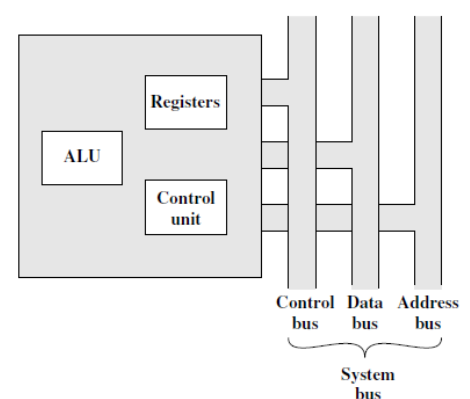 Registers
ALU
Control
unit
Control Data Address
bus bus bus
System
bus